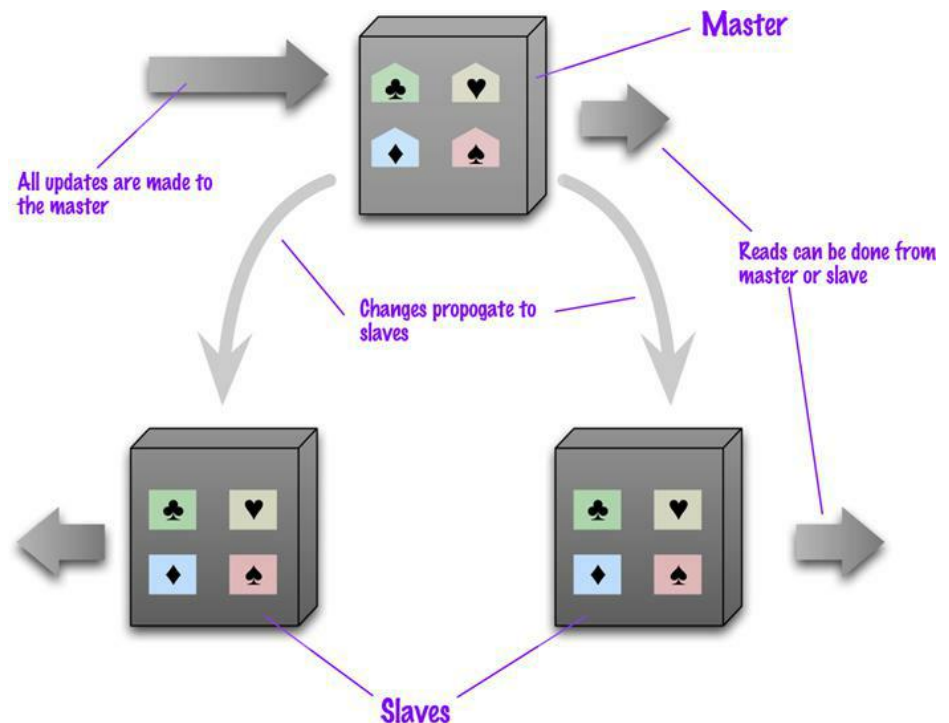 Master
All updates are made to
the master
Reads can be done from
master or slave
Changes propogate to
slaves
Slaves